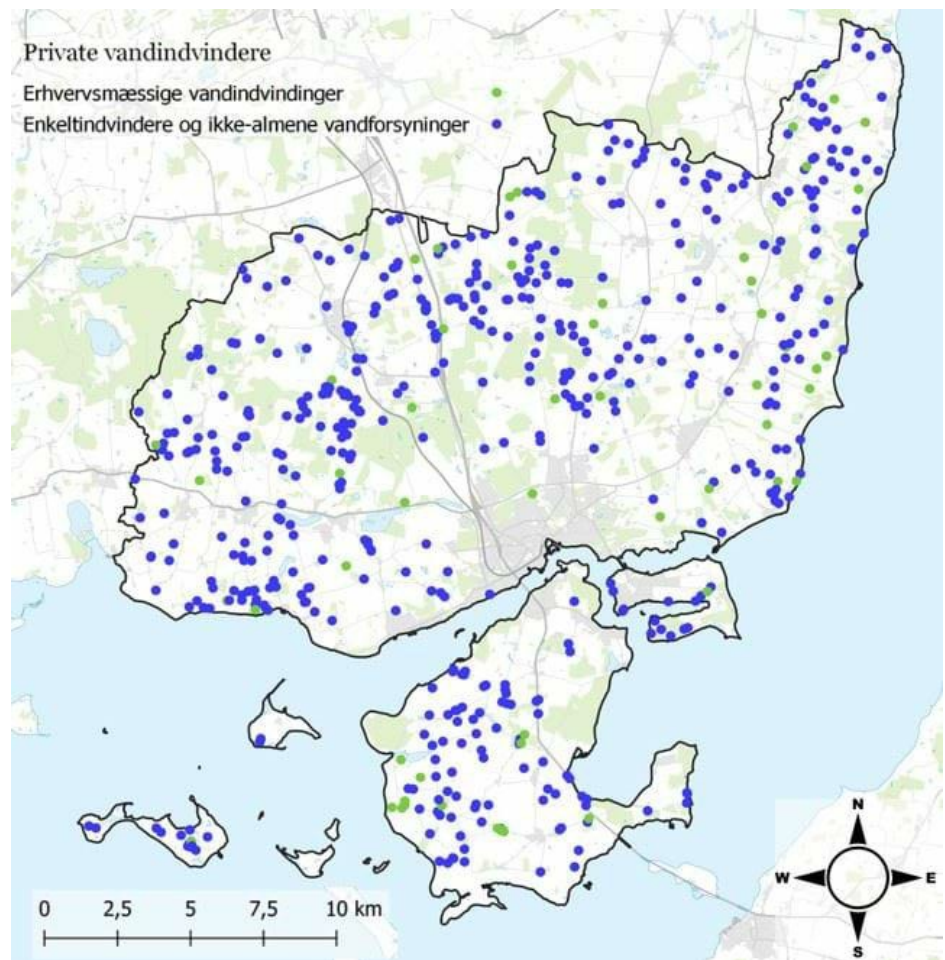 Private vandindvindere
Erhvervsmæssige vandindvindinger
Enkeltindvindere og ikke-almene vandforsyninger
N
W
E
S
0 2,5 5 7,5 10 km